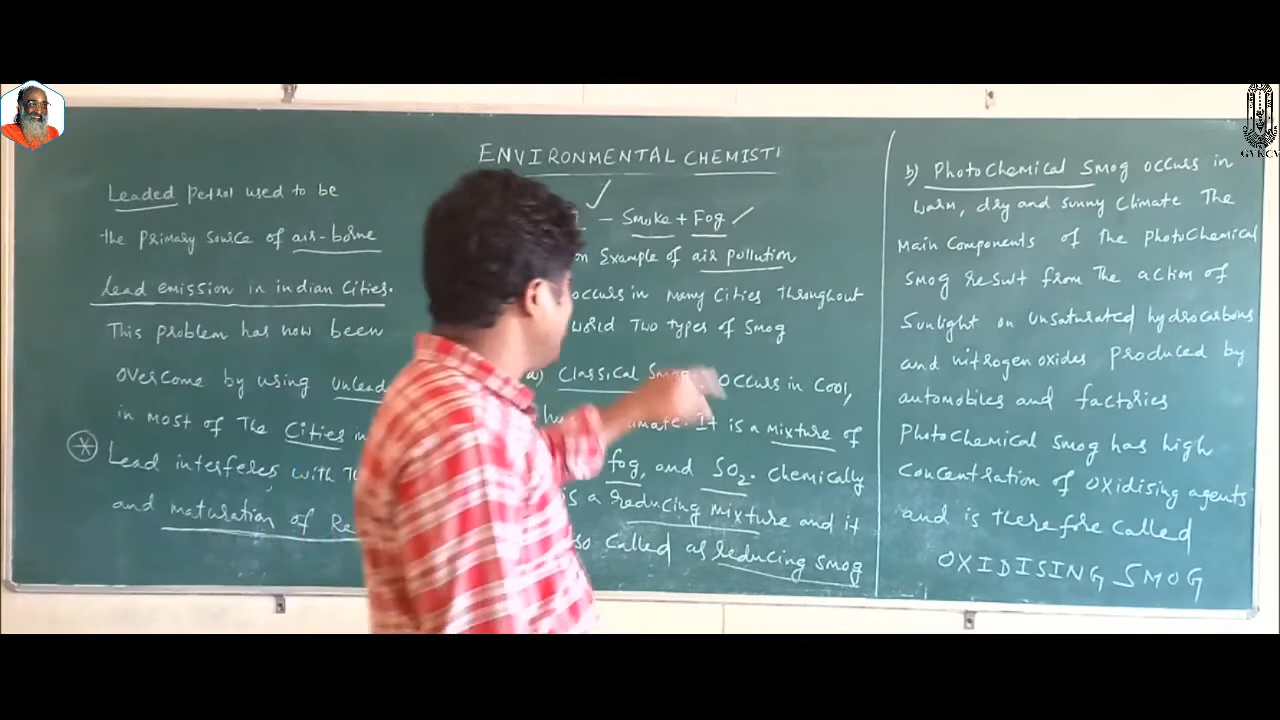 ENVIRONMENTAL CHEMIST
Leaded petrol used to be
the primary source of air-borne
lead emission in indian cities.
This problem has now been
overcome by using unlead
in most of The Cities in
* Lead interferes with
and maturation of Re
- Smoke + Fog
Example of air pollution
occurs in many Cities Throughout
world Two types of Smog
a) Classical Smog occurs in Cool,
It is a mixture of
fog, and SO2. Chemically
is a reducing mixture and it
so called as reducing smog
b) PhotoChemical Smog occurs in
warm, dry and sunny Climate The
Main Components of The PhotoChemical
Smog result from The action of
Sunlight on unsaturated hydrocarbons
and nitrogen oxides produced by
automobiles and factories
PhotoChemical Smog has high
Concentration of oxidising agents
and is therefore Called
OXIDISING SMOG